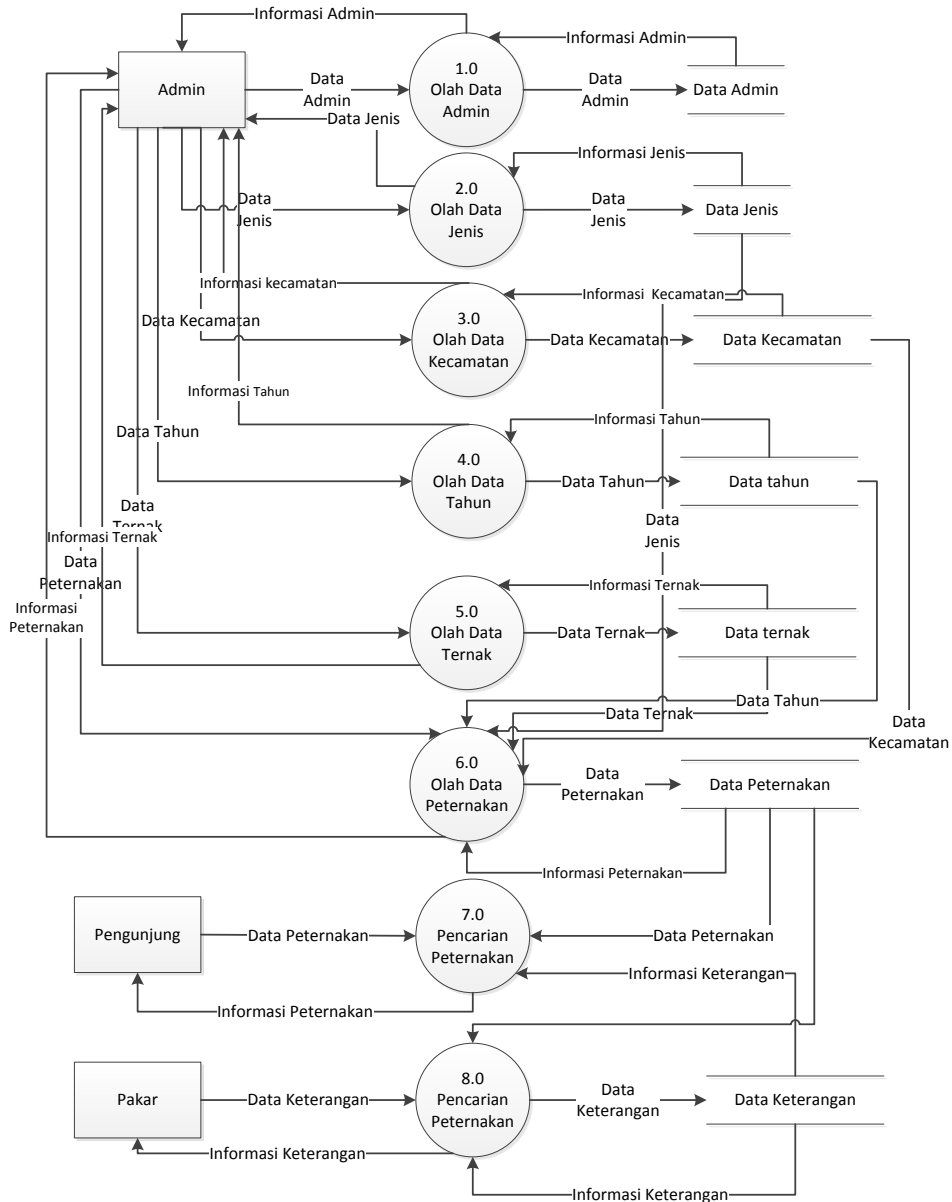 Informasi Admin
Informasi Admin
Admin
Data
Admin
1.0
Olah Data
Admin
Data
Admin
Data Admin
Data Jenis
Informasi Jenis
2.0
Olah Data
Jenis
Data
Jenis
Data
Jenis
Data Jenis
Informasi kecamatan
Informasi Kecamatan
Data Kecamatan
3.0
Olah Data
Kecamatan
Data Kecamatan
Data Kecamatan
Informasi Tahun
Informasi Tahun
Data Tahun
4.0
Olah Data
Tahun
Data Tahun
Data tahun
Data
Ternak
Informasi Ternak
Data
Peternakan
Informasi
Peternakan
Data
Jenis
Informasi Ternak
5.0
Olah Data
Ternak
Data Ternak
Data ternak
Data Tahun
Data Ternak
Data
Kecamatan
6.0
Olah Data
Peternakan
Data
Peternakan
Data Peternakan
Informasi Peternakan
Pengunjung
Data Peternakan
7.0
Pencarian
Peternakan
Data Peternakan
Informasi Keterangan
Informasi Peternakan
Pakar
Data Keterangan
8.0
Pencarian
Peternakan
Data
Keterangan
Data Keterangan
Informasi Keterangan
Informasi Keterangan